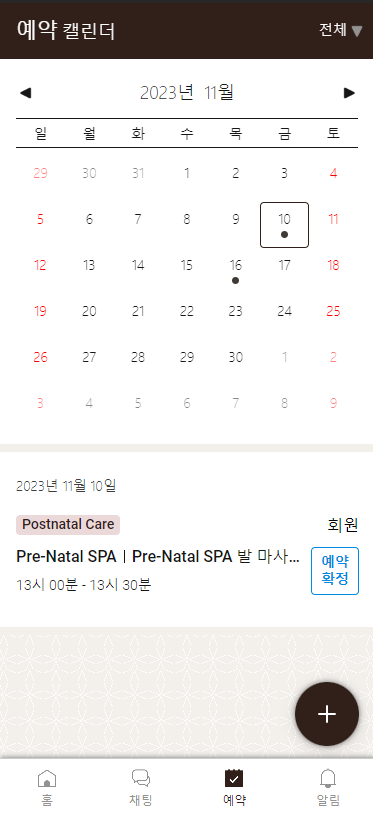 예약 캘린더 전체 ▼
◀ 2023년 11월 ▶
일 월 화 수 목 금 토
29 30 31 1 2 3 4
5 6 7 8 9 10 11
12 13 14 15 16 17 18
19 20 21 22 23 24 25
26 27 28 29 30 1 2
3 4 5 6 7 8 9
2023년 11월 10일
Postnatal Care 회원
Pre-Natal SPA | Pre-Natal SPA 발 마사...
13시 00분 - 13시 30분
예약
확정
+
홈 채팅 예약 알림